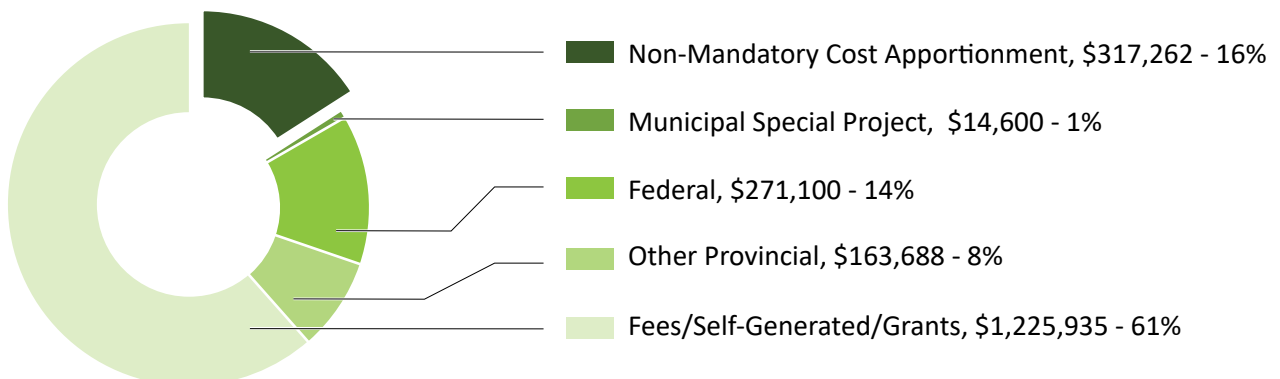 Non-Mandatory Cost Apportionment, $317,262 - 16%
Municipal Special Project, $14,600 - 1%
Federal, $271,100 - 14%
Other Provincial, $163,688 - 8%
Fees/Self-Generated/Grants, $1,225,935 - 61%